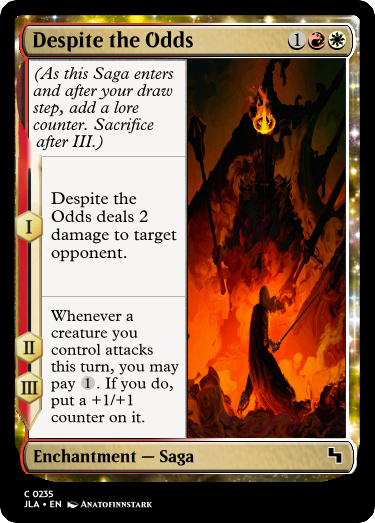 Despite the Odds 1
(As this Saga enters
and after your draw
step, add a lore
counter. Sacrifice
after III.)
I
Despite the
Odds deals 2
damage to target
opponent.
II
III
Whenever a
creature you
control attacks
this turn, you may
pay 1. If you do,
put a +1/+1
counter on it.
Enchantment — Saga
C 0235
JLA • EN ANATOFINNSTARK